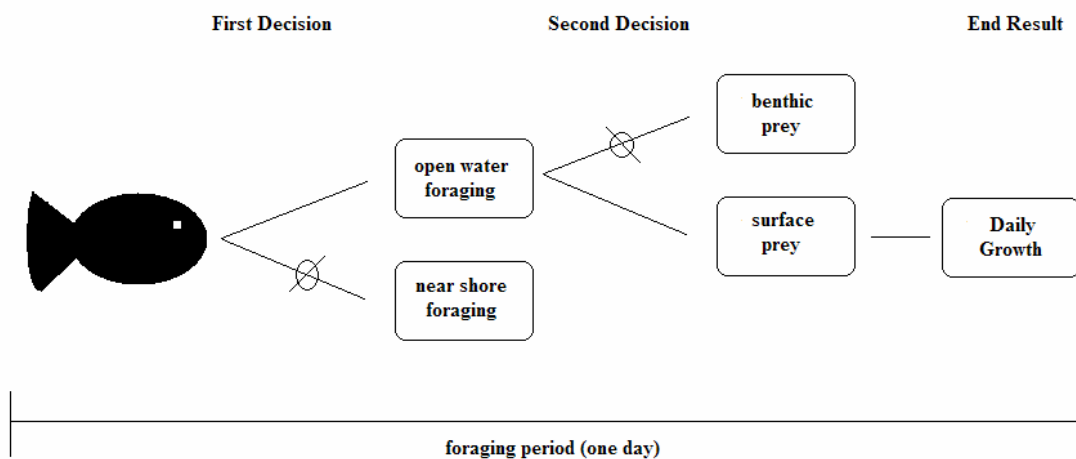 First Decision
Second Decision
End Result
open water
foraging
near shore
foraging
benthic
prey
surface
prey
Daily
Growth
foraging period (one day)